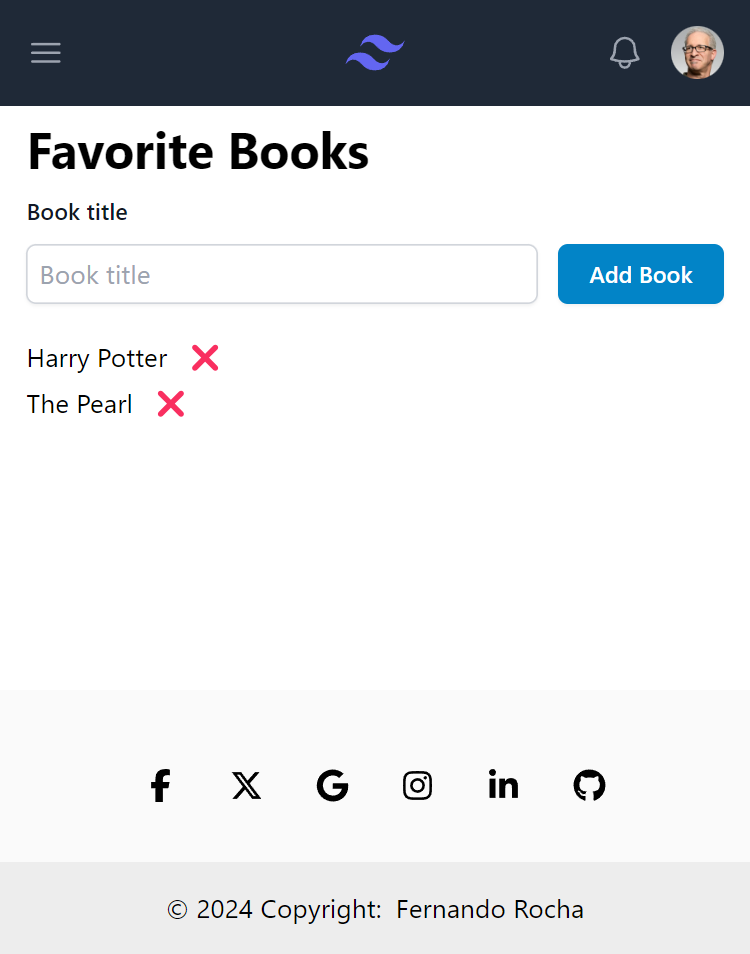 Favorite Books
Book title
Book title
Add Book
Harry Potter
The Pearl
© 2024 Copyright: Fernando Rocha